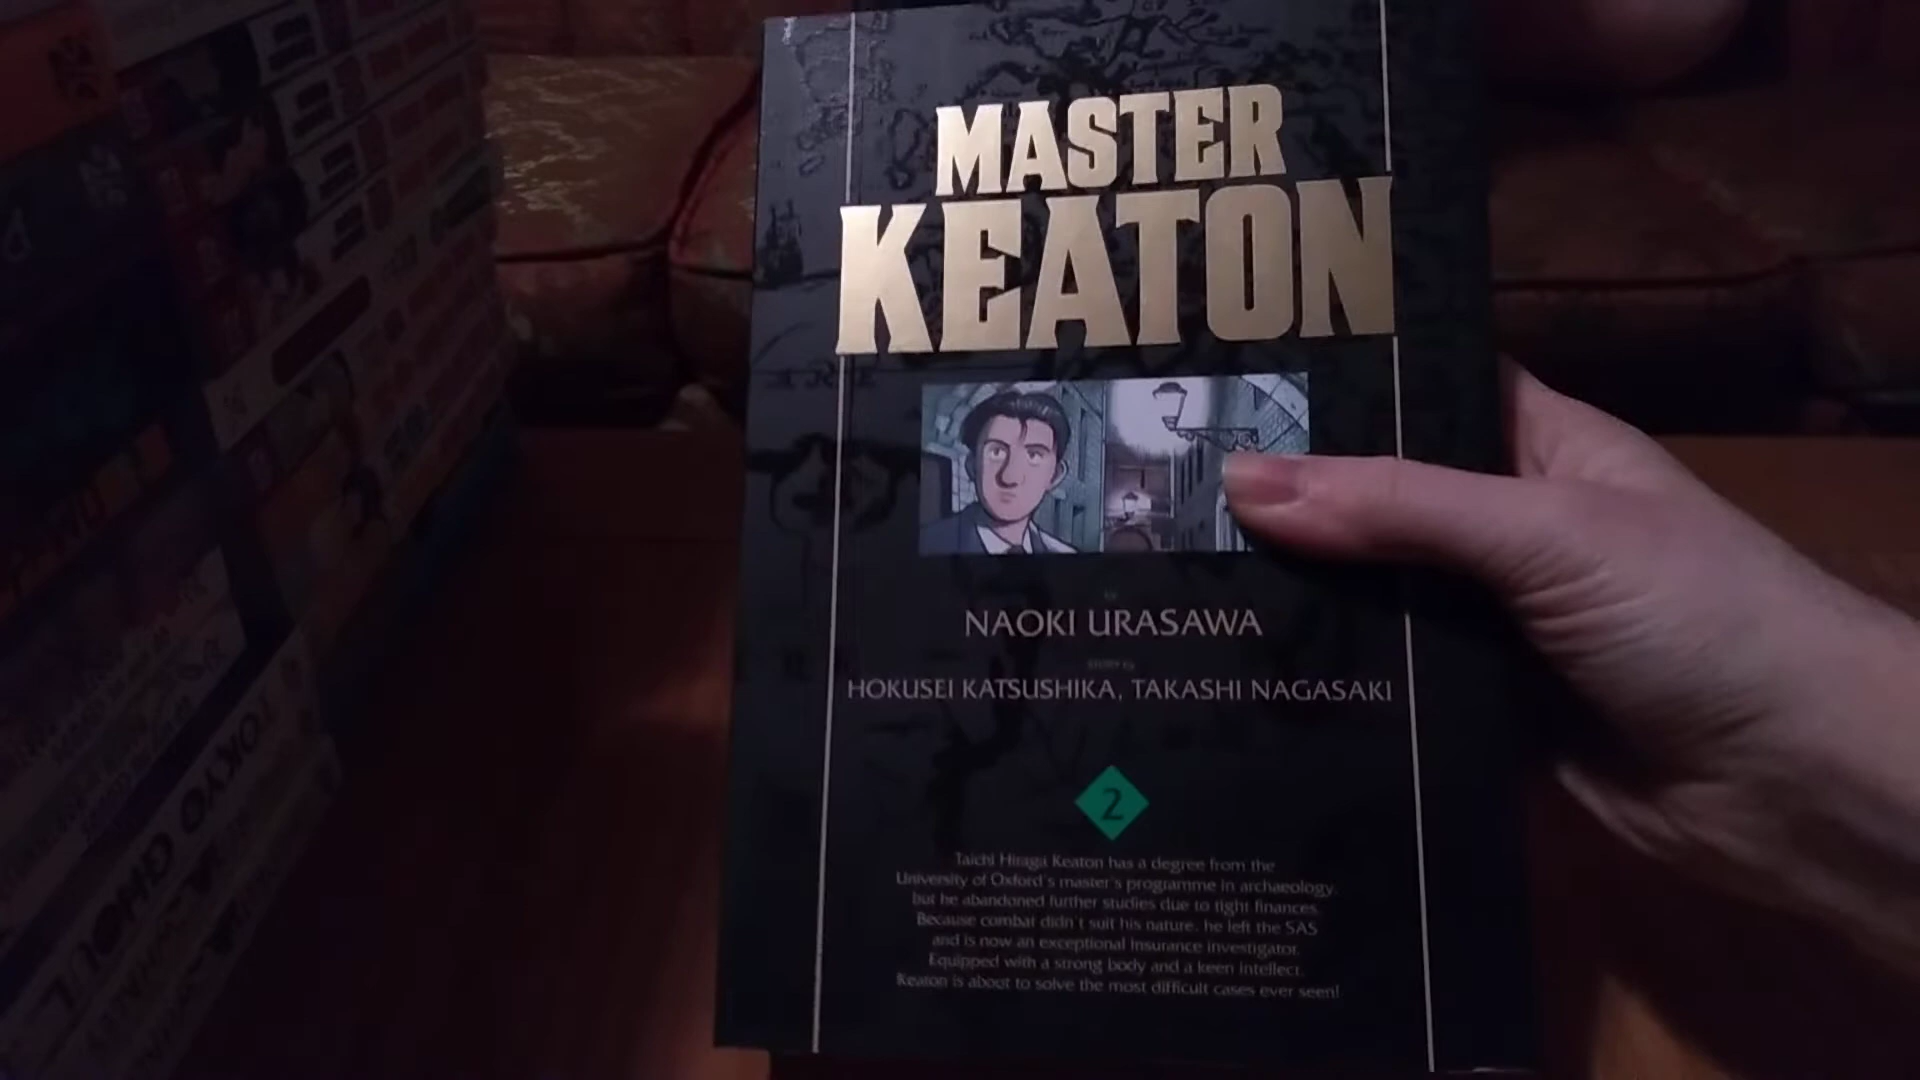 MASTER
KEATON
by
NAOKI URASAWA
STORY by
HOKUSEI KATSUSHIKA, TAKASHI NAGASAKI
2
Taichi Hiraga Keaton has a degree from the
University of Oxford's master's programme in archaeology,
but he abandoned further studies due to tight finances.
Because combat didn't suit his nature, he left the SAS
and is now an exceptional insurance investigator.
Equipped with a strong body and a keen intellect,
Keaton is about to solve the most difficult cases ever seen!
TOKYO GHOUL